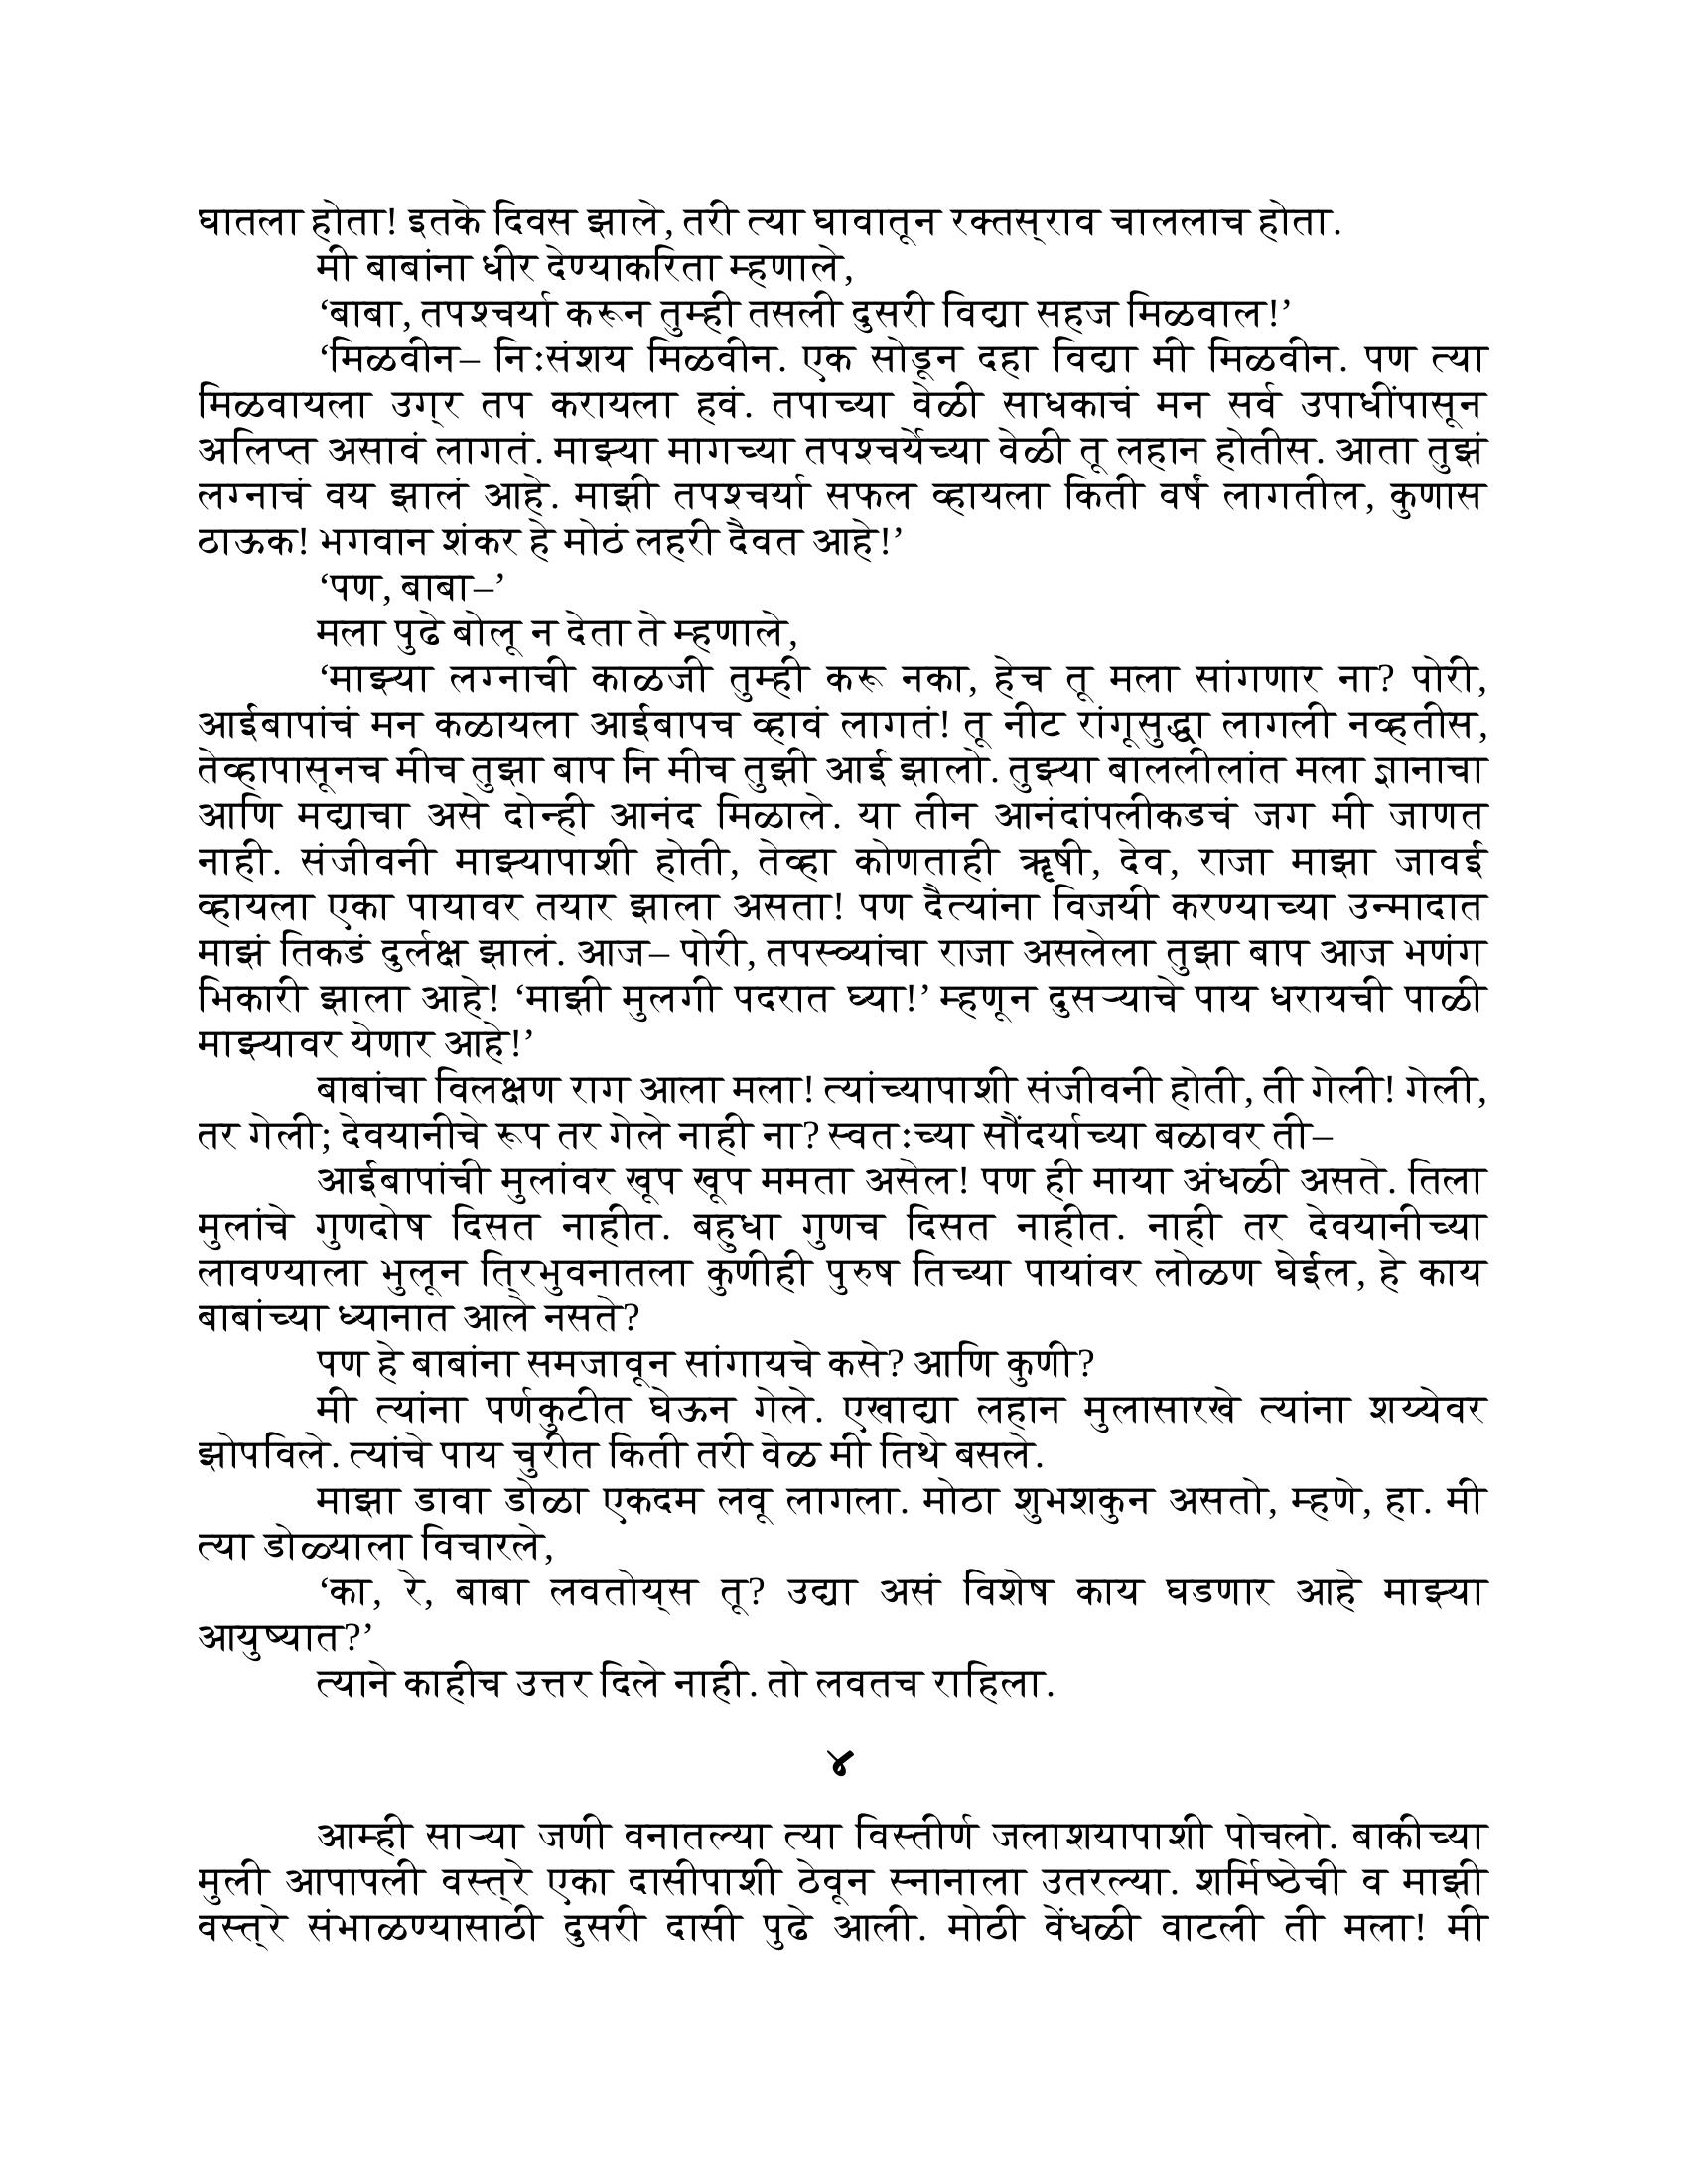 घातला होता! इतके दिवस झाले, तरी त्या घावातून रक्तस्‌राव चाललाच होता.
मी बाबांना धीर देण्याकरिता म्हणाले,
‘बाबा, तपश्चर्या करून तुम्ही तसली दुसरी विद्या सहज मिळवाल!’
‘मिळवीन– निःसंशय मिळवीन. एक सोडून दहा विद्या मी मिळवीन. पण त्या
मिळवायला उग्‌र तप करायला हवं. तपाच्या वेळी साधकाचं मन सर्व उपाधींपासून
अलिप्त असावं लागतं. माझ्या मागच्या तपश्चर्येच्या वेळी तू लहान होतीस. आता तुझं
लग्नाचं वय झालं आहे. माझी तपश्चर्या सफल व्हायला किती वर्षं लागतील, कुणास
ठाऊक! भगवान शंकर हे मोठं लहरी दैवत आहे!’
‘पण, बाबा–’
मला पुढे बोलू न देता ते म्हणाले,
‘माझ्या लग्नाची काळजी तुम्ही करू नका, हेच तू मला सांगणार ना? पोरी,
आईबापांचं मन कळायला आईबापच व्हावं लागतं! तू नीट रांगूसुद्धा लागली नव्हतीस,
तेव्हापासूनच मीच तुझा बाप नि मीच तुझी आई झालो. तुझ्या बाललीलांत मला ज्ञानाचा
आणि मद्याचा असे दोन्ही आनंद मिळाले. या तीन आनंदांपलीकडचं जग मी जाणत
नाही. संजीवनी माझ्यापाशी होती, तेव्हा कोणताही ॠषी, देव, राजा माझा जावई
व्हायला एका पायावर तयार झाला असता! पण दैत्यांना विजयी करण्याच्या उन्मादात
माझं तिकडं दुर्लक्ष झालं. आज– पोरी, तपस्व्यांचा राजा असलेला तुझा बाप आज भणंग
भिकारी झाला आहे! ‘माझी मुलगी पदरात घ्या!’ म्हणून दुसऱ्याचे पाय धरायची पाळी
माझ्यावर येणार आहे!’
बाबांचा विलक्षण राग आला मला! त्यांच्यापाशी संजीवनी होती, ती गेली! गेली,
तर गेली; देवयानीचे रूप तर गेले नाही ना? स्वतःच्या सौंदर्याच्या बळावर ती–
आईबापांची मुलांवर खूप खूप ममता असेल! पण ही माया अंधळी असते. तिला
मुलांचे गुणदोष दिसत नाहीत. बहुधा गुणच दिसत नाहीत. नाही तर देवयानीच्या
लावण्याला भुलून त्‌रिभुवनातला कुणीही पुरुष तिच्या पायांवर लोळण घेईल, हे काय
बाबांच्या ध्यानात आले नसते?
पण हे बाबांना समजावून सांगायचे कसे? आणि कुणी?
मी त्यांना पर्णकुटीत घेऊन गेले. एखाद्या लहान मुलासारखे त्यांना शय्येवर
झोपविले. त्यांचे पाय चुरीत किती तरी वेळ मी तिथे बसले.
माझा डावा डोळा एकदम लवू लागला. मोठा शुभशकुन असतो, म्हणे, हा. मी
त्या डोळ्याला विचारले,
‘का, रे, बाबा लवतोय्‌स तू? उद्या असं विशेष काय घडणार आहे माझ्या
आयुष्यात?’
त्याने काहीच उत्तर दिले नाही. तो लवतच राहिला.
४
आम्ही साऱ्या जणी वनातल्या त्या विस्तीर्ण जलाशयापाशी पोचलो. बाकीच्या
मुली आपापली वस्त्‌रे एका दासीपाशी ठेवून स्नानाला उतरल्या. शर्मिष्ठेची व माझी
वस्त्‌रे संभाळण्यासाठी दुसरी दासी पुढे आली. मोठी वेंधळी वाटली ती मला! मी